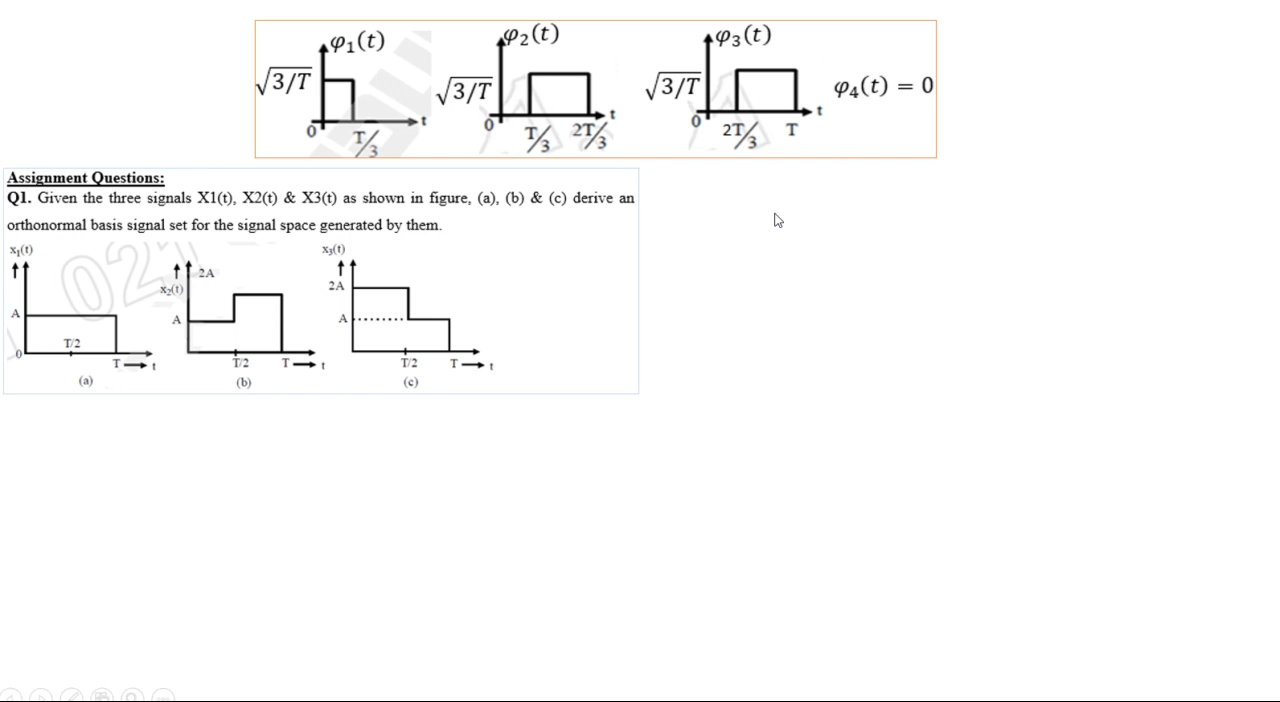 φ₁(t) φ₂(t) φ₃(t)
√3/T √3/T √3/T φ₄(t) = 0
0 T/3 t 0 T/3 2T/3 t 0 2T/3 T t
Assignment Questions:
Q1. Given the three signals X1(t), X2(t) & X3(t) as shown in figure, (a), (b) & (c) derive an
orthonormal basis signal set for the signal space generated by them.
x₁(t)
A
0 T/2 T t
(a)
2A
x₂(t)
A
T/2 T t
(b)
x₃(t)
2A
A
T/2 T t
(c)
021